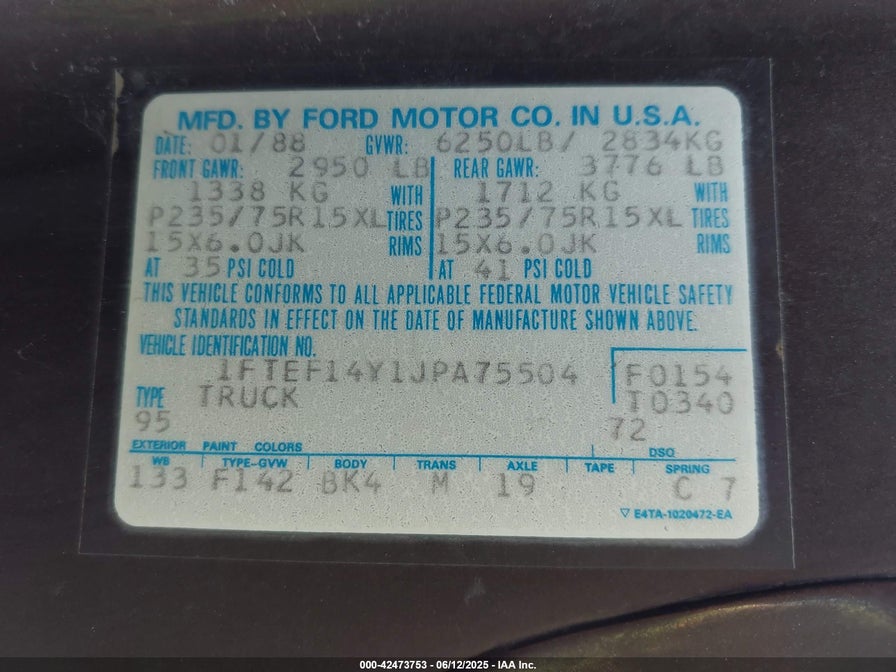 MFD. BY FORD MOTOR CO. IN U.S.A.
DATE: 01/88 GVWR: 6250LB/ 2834KG
FRONT GAWR: 2950 LB REAR GAWR: 3776 LB
1338 KG WITH 1712 KG WITH
P235/75R15XL TIRES P235/75R15XL TIRES
15X6.0JK RIMS 15X6.0JK RIMS
AT 35 PSI COLD AT 41 PSI COLD
THIS VEHICLE CONFORMS TO ALL APPLICABLE FEDERAL MOTOR VEHICLE SAFETY
STANDARDS IN EFFECT ON THE DATE OF MANUFACTURE SHOWN ABOVE.
VEHICLE IDENTIFICATION NO.
1FTEF14Y1JPA75504 F0154
TYPE TRUCK T0340
95 72
EXTERIOR PAINT COLORS DSO
WB TYPE-GVW BODY TRANS AXLE TAPE SPRING
133 F142 BK4 M 19 C 7
▽ E4TA-1020472-EA
000-42473753 - 06/12/2025 - IAA Inc.